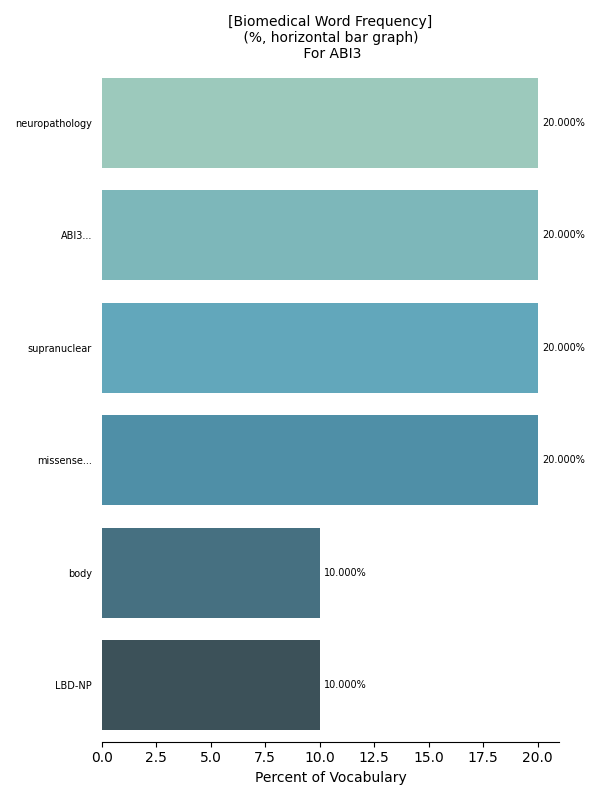 [Biomedical Word Frequency]
(%, horizontal bar graph)
For ABI3
neuropathology 20.000%
ABI3... 20.000%
supranuclear 20.000%
missense... 20.000%
body 10.000%
LBD-NP 10.000%
0.0 2.5 5.0 7.5 10.0 12.5 15.0 17.5 20.0
Percent of Vocabulary